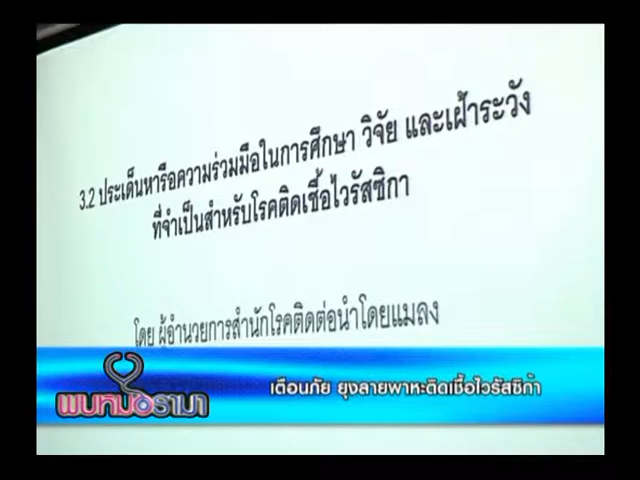 3.2 ประเด็นหารือความร่วมมือในการศึกษา วิจัย และเฝ้าระวัง
ที่จำเป็นสำหรับโรคติดเชื้อไวรัสซิกา
โดย ผู้อำนวยการสำนักโรคติดต่อนำโดยแมลง
เตือนภัย ยุงลายพาหะติดเชื้อไวรัสซิก้า
พบหมอรามา